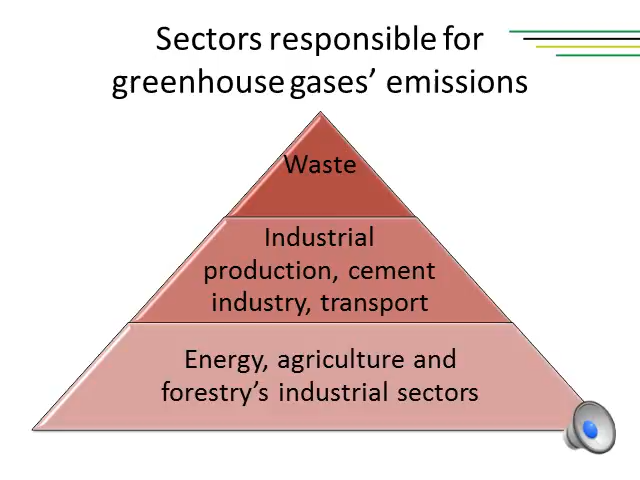 Sectors responsible for
greenhouse gases’ emissions
Waste
Industrial
production, cement
industry, transport
Energy, agriculture and
forestry’s industrial sectors